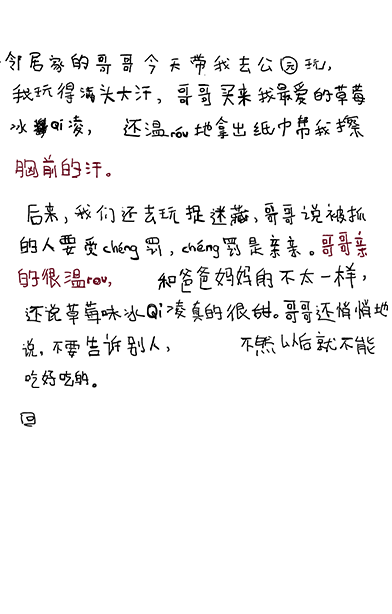 邻居家的哥哥今天带我去公元玩,
我玩得满头大汗,哥哥买来我最爱的草莓
冰Qi凌, 还温róu地拿出纸巾帮我擦
胸前的汗。
后来,我们还去玩捉迷藏,哥哥说被抓
的人要受chéng罚,chéng罚是亲亲。哥哥亲
的很温rou, 和爸爸妈妈的不太一样,
还说草莓味冰Qi凌真的很甜。哥哥还悄悄地
说,不要告诉别人, 不然以后就不能
吃好吃的。